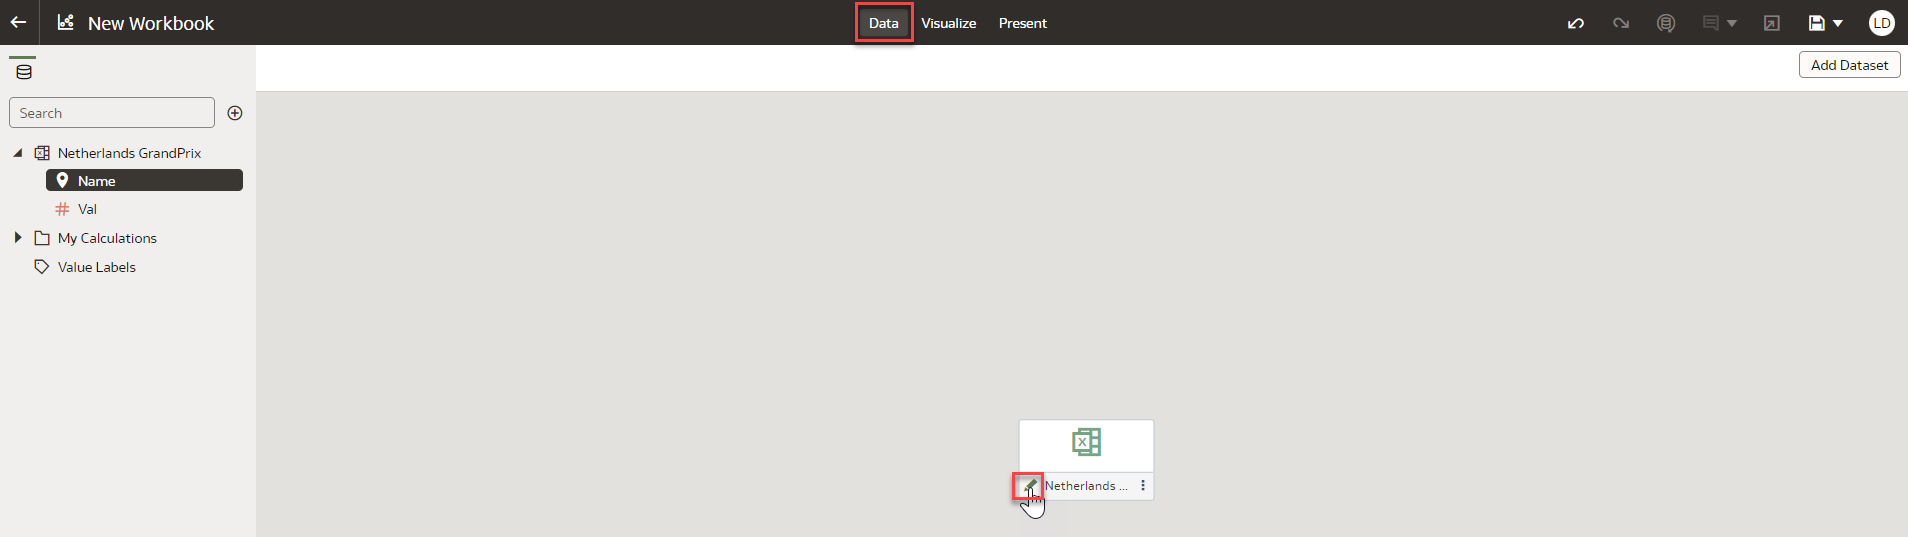 New Workbook
Data
Visualize
Present
LD
Add Dataset
Search
Netherlands GrandPrix
Name
Val
My Calculations
Value Labels
X
Netherlands ...